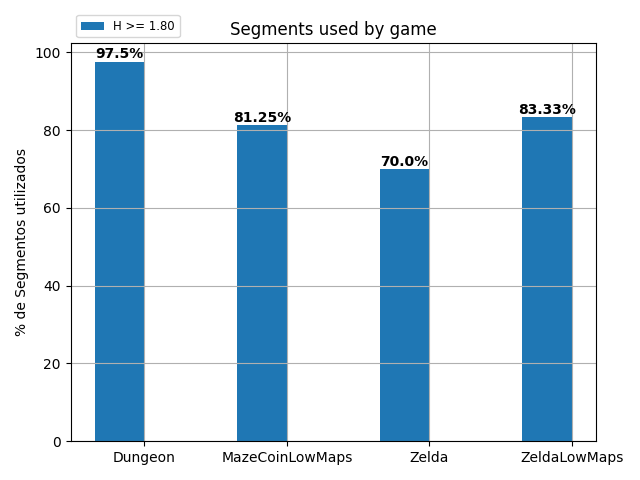 H >= 1.80
Segments used by game
% de Segmentos utilizados
100
80
60
40
20
0
97.5%
81.25%
70.0%
83.33%
Dungeon
MazeCoinLowMaps
Zelda
ZeldaLowMaps